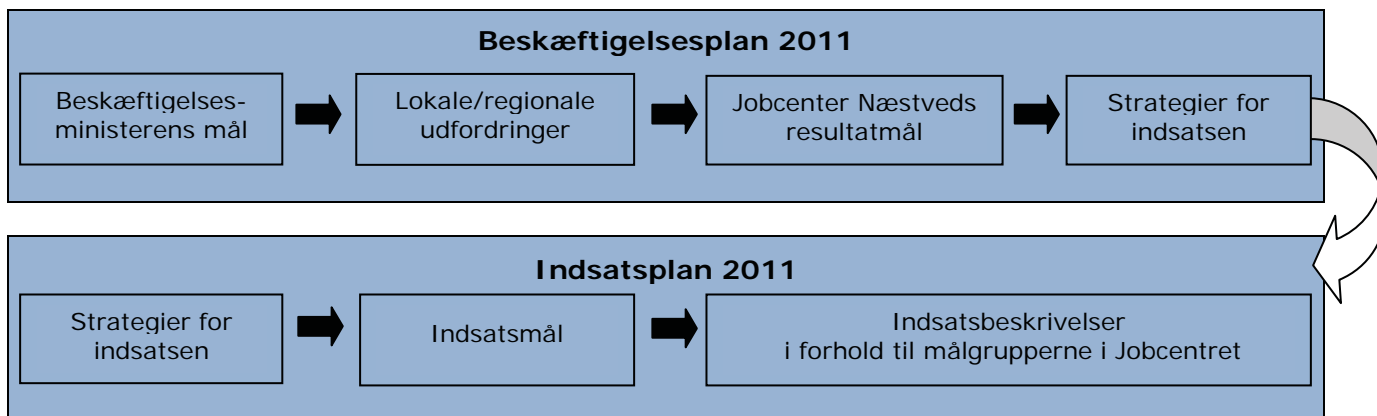 Beskæftigelsesplan 2011
Beskæftigelses-
ministerens mål
Lokale/regionale
udfordringer
Jobcenter Næstveds
resultatmål
Strategier for
indsatsen
Indsatsplan 2011
Strategier for
indsatsen
Indsatsmål
Indsatsbeskrivelser
i forhold til målgrupperne i Jobcentret